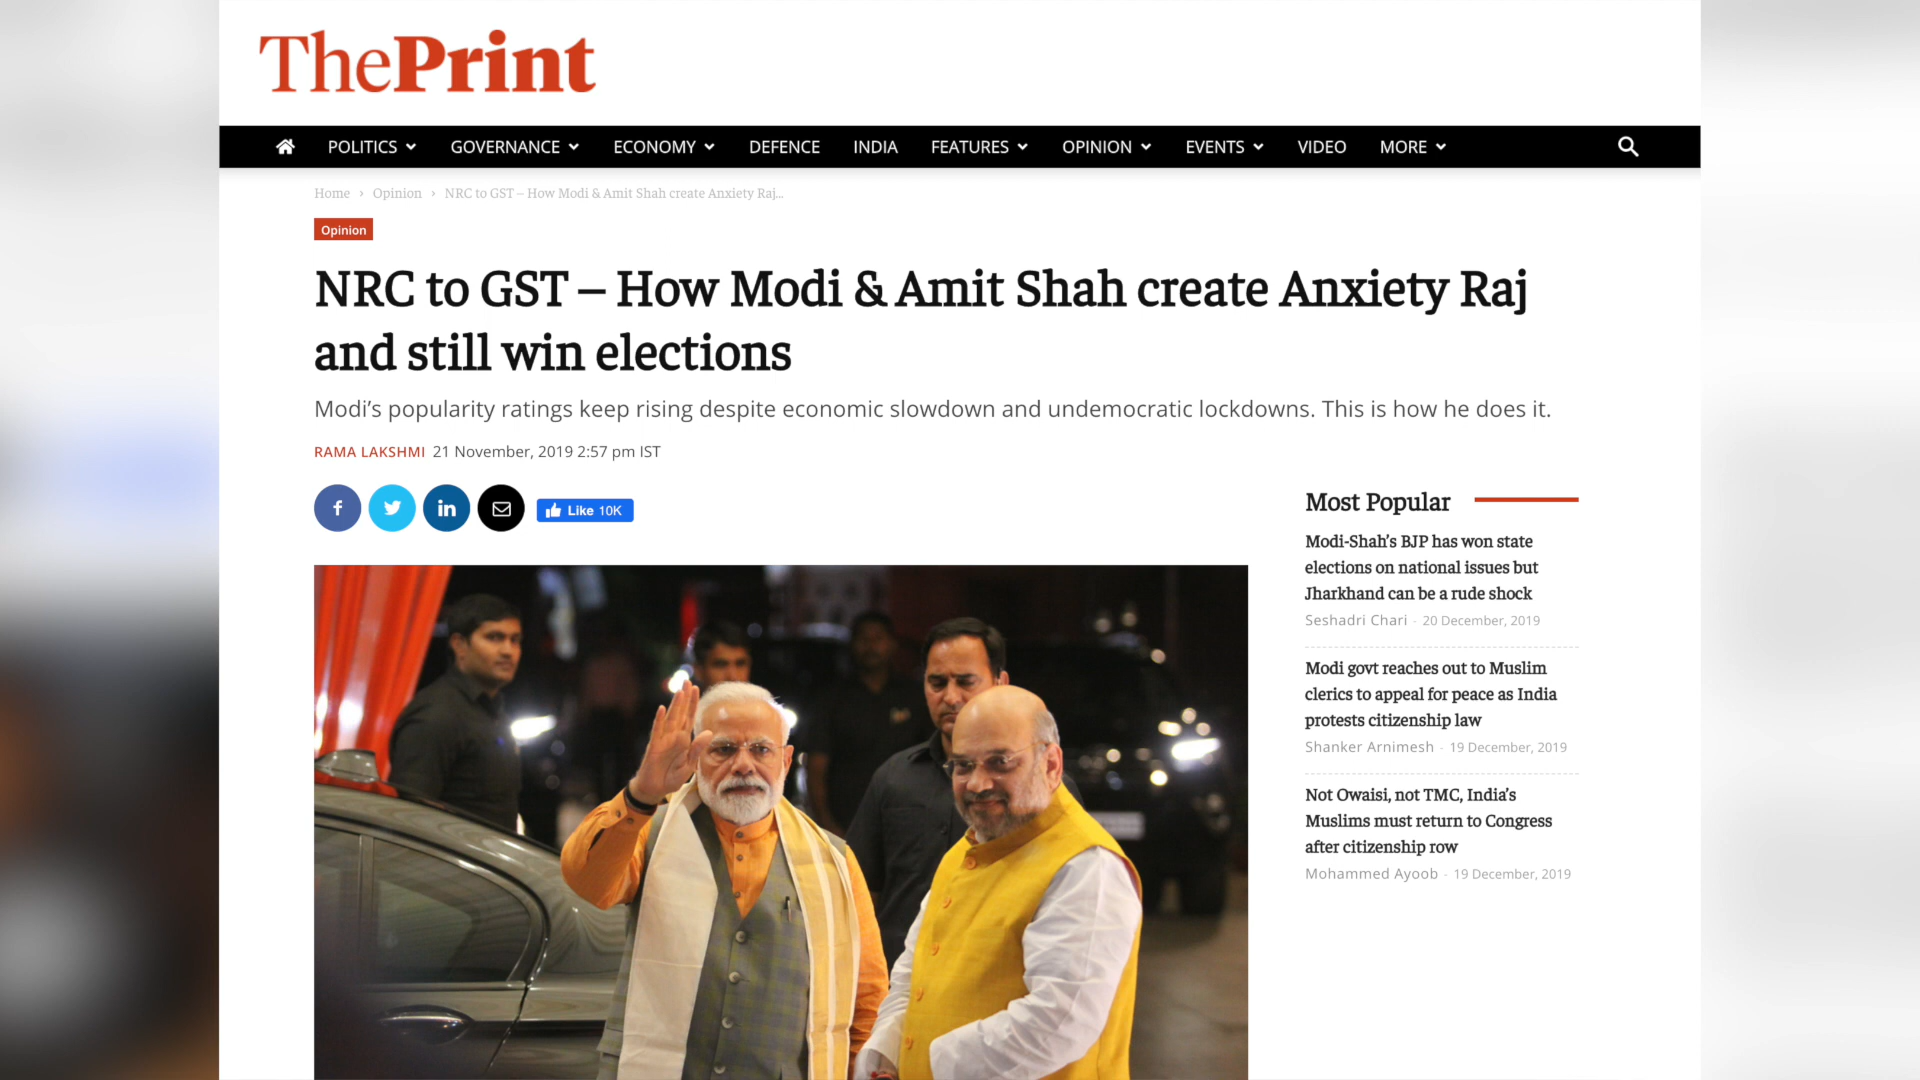 ThePrint
POLITICS GOVERNANCE ECONOMY DEFENCE INDIA FEATURES OPINION EVENTS VIDEO MORE
Home › Opinion › NRC to GST – How Modi & Amit Shah create Anxiety Raj...
Opinion
NRC to GST – How Modi & Amit Shah create Anxiety Raj
and still win elections
Modi’s popularity ratings keep rising despite economic slowdown and undemocratic lockdowns. This is how he does it.
RAMA LAKSHMI 21 November, 2019 2:57 pm IST
f in Like 10K
Most Popular
Modi-Shah’s BJP has won state
elections on national issues but
Jharkhand can be a rude shock
Seshadri Chari - 20 December, 2019
Modi govt reaches out to Muslim
clerics to appeal for peace as India
protests citizenship law
Shanker Arnimesh - 19 December, 2019
Not Owaisi, not TMC, India’s
Muslims must return to Congress
after citizenship row
Mohammed Ayoob - 19 December, 2019